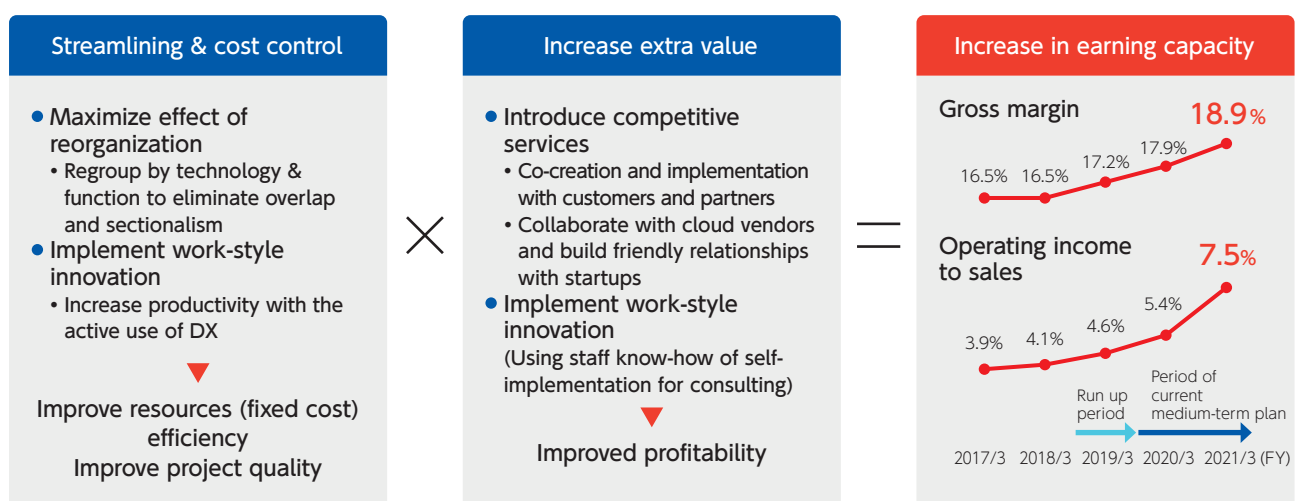 Streamlining & cost control
• Maximize effect of
reorganization
• Regroup by technology &
function to eliminate overlap
and sectionalism
• Implement work-style
innovation
• Increase productivity with the
active use of DX
Improve resources (fixed cost)
efficiency
Improve project quality
×
Increase extra value
• Introduce competitive
services
• Co-creation and implementation
with customers and partners
• Collaborate with cloud vendors
and build friendly relationships
with startups
• Implement work-style
innovation
(Using staff know-how of self-
implementation for consulting)
Improved profitability
=
Increase in earning capacity
Gross margin
16.5% 16.5% 17.2% 17.9% 18.9%
Operating income
to sales
3.9% 4.1% 4.6% 5.4% 7.5%
Run up
period
Period of
current
medium-term plan
2017/3 2018/3 2019/3 2020/3 2021/3 (FY)